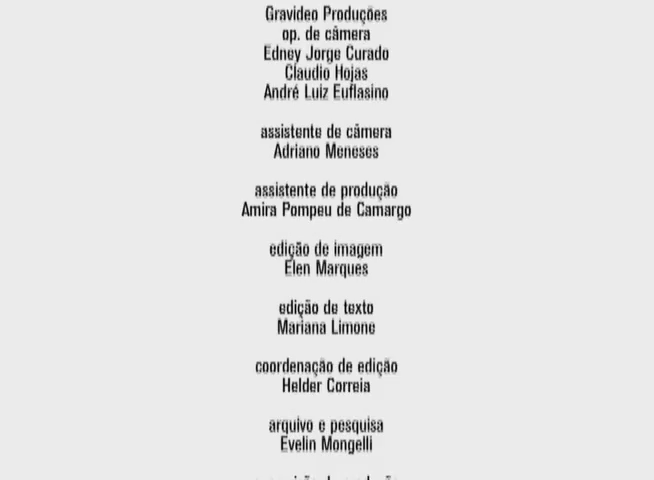 Gravideo Produções
op. de câmera
Edney Jorge Curado
Claudio Hojas
André Luiz Euflasino
assistente de câmera
Adriano Meneses
assistente de produção
Amira Pompeu de Camargo
edição de imagem
Elen Marques
edição de texto
Mariana Limone
coordenação de edição
Helder Correia
arquivo e pesquisa
Evelin Mongelli